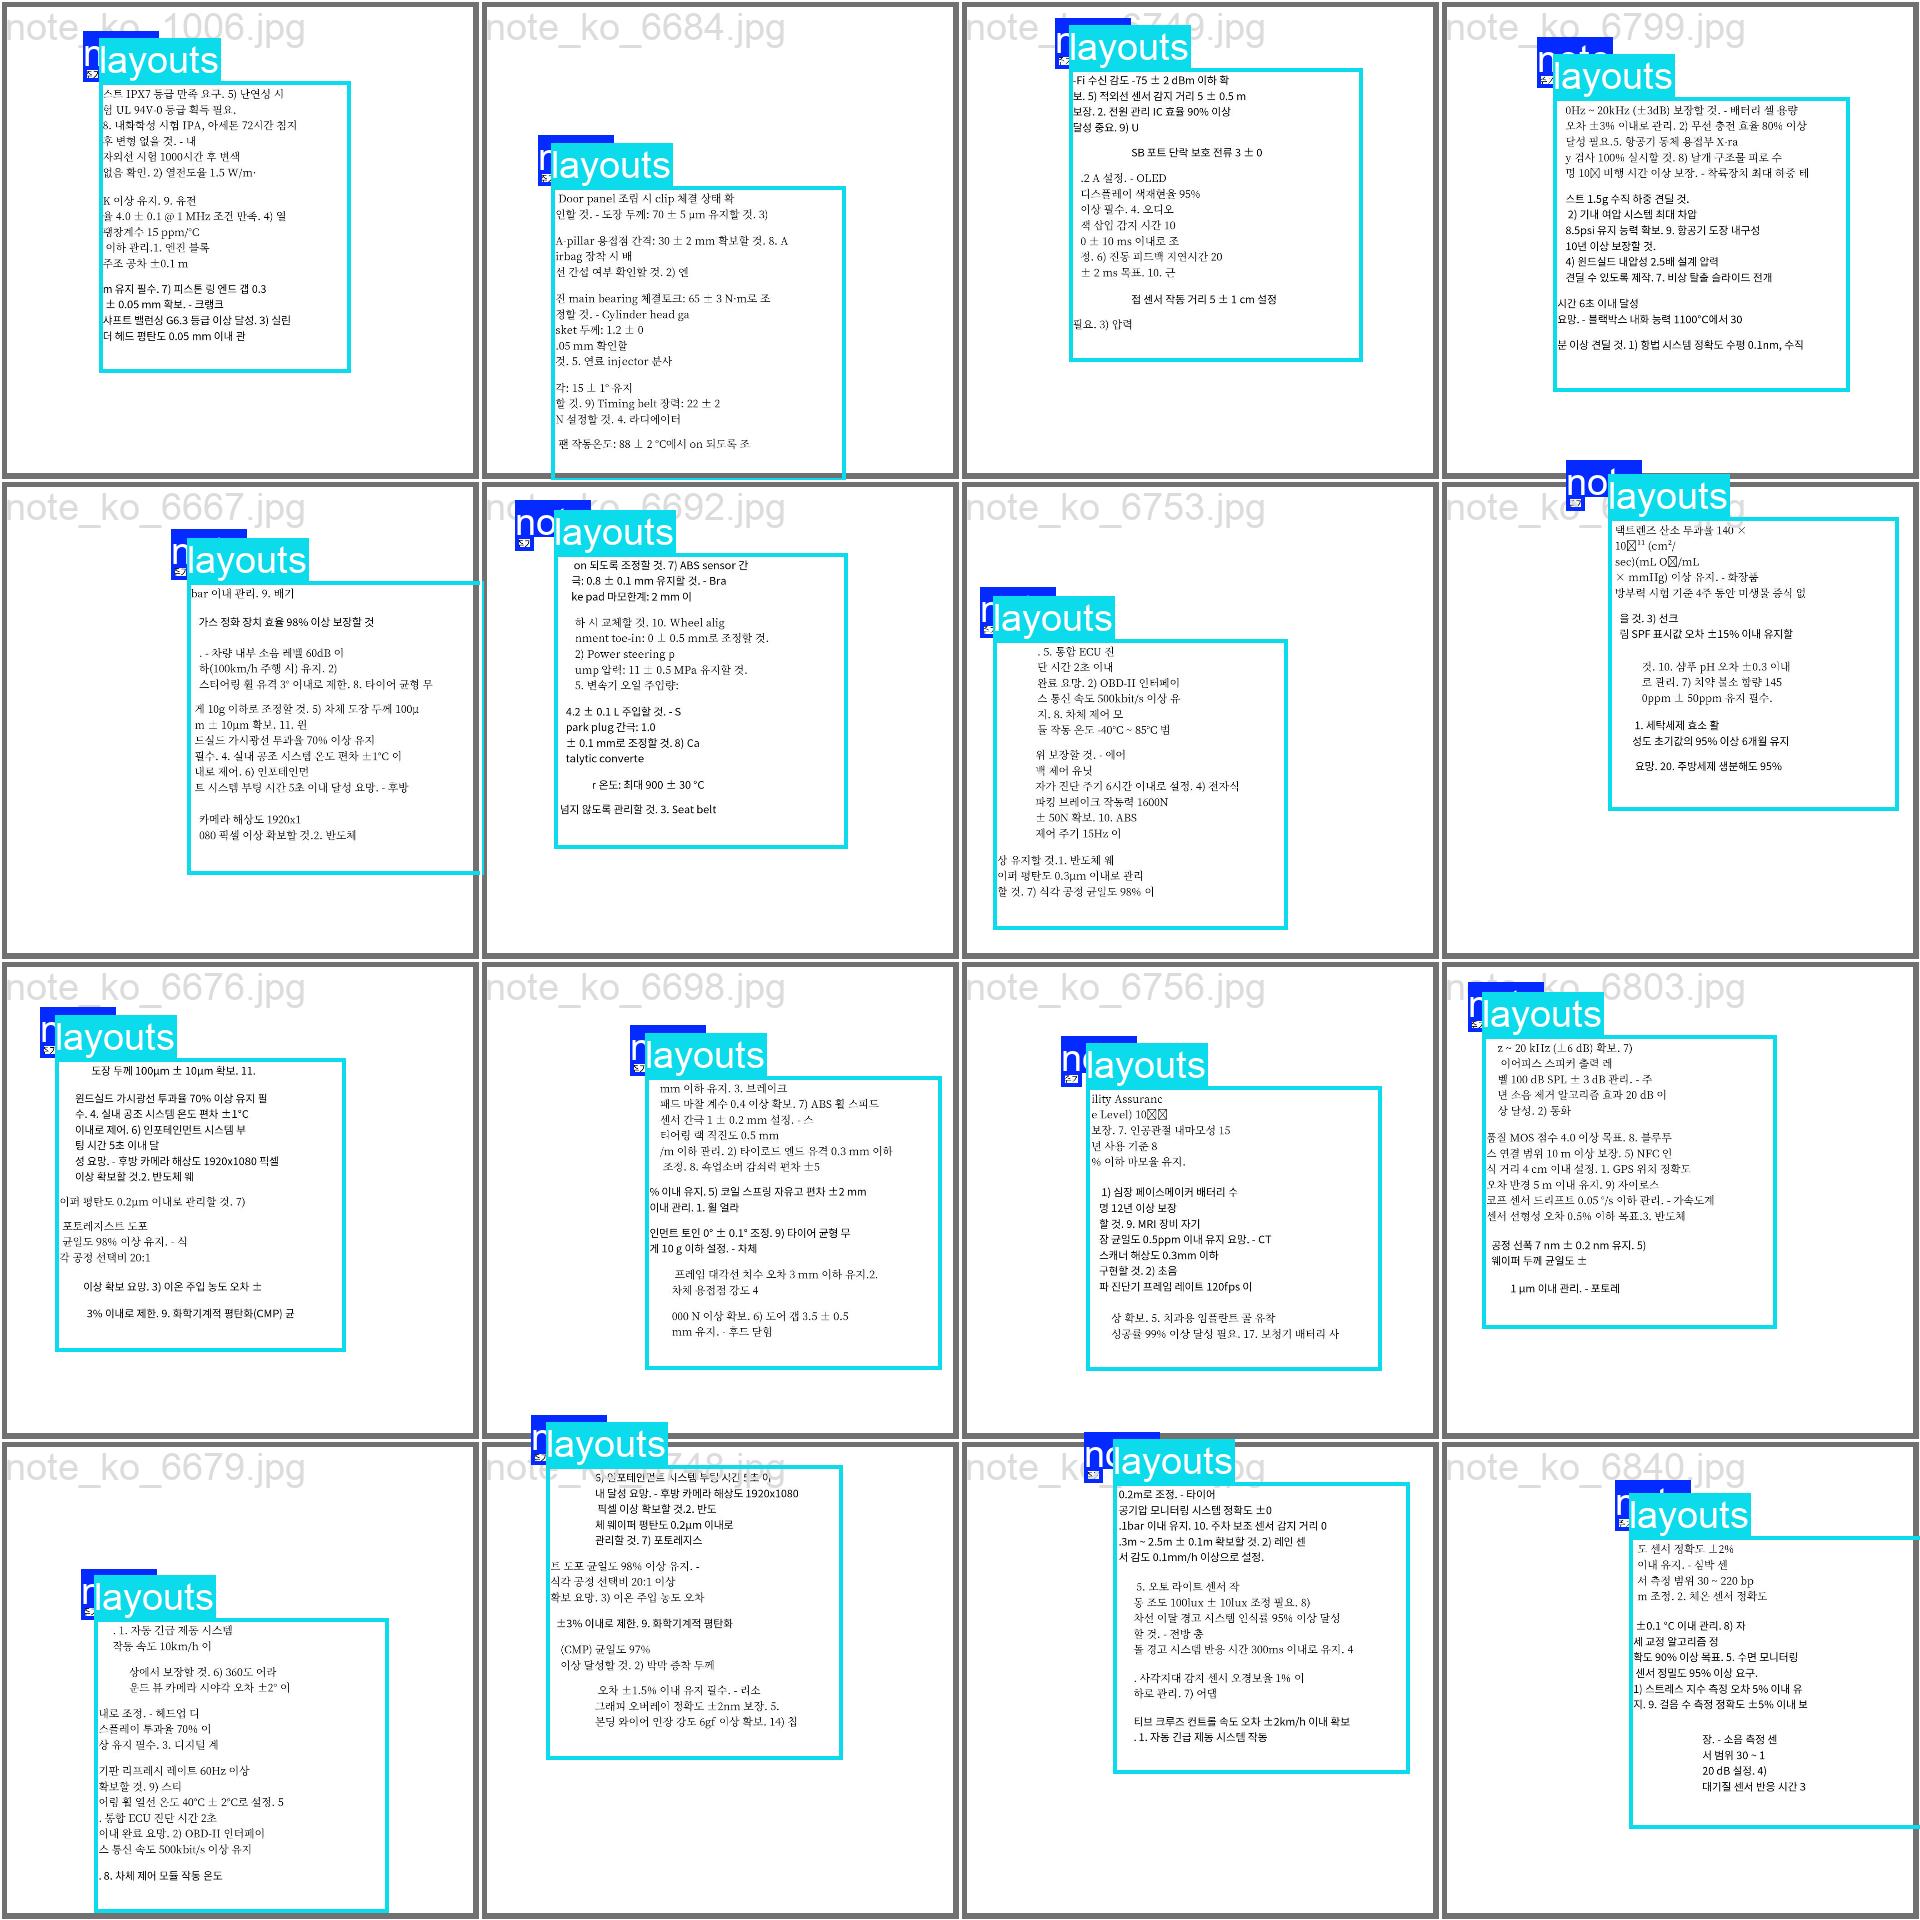 note_ko_1006.jpg
layouts
스트 IPX7 등급 만족 요구. 5) 난연성 시
험 UL 94V-0 등급 획득 필요.
8. 내화학성 시험 IPA, 아세톤 72시간 침지
후 변형 없을 것. - 내
자외선 시험 1000시간 후 변색
없음 확인. 2) 열전도율 1.5 W/m·
K 이상 유지. 9. 유전
율 4.0 ± 0.1 @ 1 MHz 조건 만족. 4) 열
팽창계수 15 ppm/°C
이하 관리.1. 엔진 블록
주조 공차 ±0.1 m
m 유지 필수. 7) 피스톤 링 엔드 갭 0.3
± 0.05 mm 확보. - 크랭크
샤프트 밸런싱 G6.3 등급 이상 달성. 3) 실린
더 헤드 평탄도 0.05 mm 이내 관
note_ko_6684.jpg
layouts
Door panel 조립 시 clip 체결 상태 확
인할 것. - 도장 두께: 70 ± 5 μm 유지할 것. 3)
A-pillar 용접점 간격: 30 ± 2 mm 확보할 것. 8. A
irbag 장착 시 배
선 간섭 여부 확인할 것. 2) 엔
진 main bearing 체결토크: 65 ± 3 N·m로 조
정할 것. - Cylinder head ga
sket 두께: 1.2 ± 0
.05 mm 확인할
것. 5. 연료 injector 분사
각: 15 ± 1° 유지
할 것. 9) Timing belt 장력: 22 ± 2
N 설정할 것. 4. 라디에이터
팬 작동온도: 88 ± 2 °C에서 on 되도록 조
layouts
-Fi 수신 감도 -75 ± 2 dBm 이하 확
보. 5) 적외선 센서 감지 거리 5 ± 0.5 m
보장. 2. 전원 관리 IC 효율 90% 이상
달성 중요. 9) U
SB 포트 단락 보호 전류 3 ± 0
.2 A 설정. - OLED
디스플레이 색재현율 95%
이상 필수. 4. 오디오
잭 삽입 감지 시간 10
0 ± 10 ms 이내로 조
정. 6) 진동 피드백 지연시간 20
± 2 ms 목표. 10. 근
접 센서 작동 거리 5 ± 1 cm 설정
필요. 3) 압력
note_ko_6799.jpg
note
layouts
0Hz ~ 20kHz (±3dB) 보장할 것. - 배터리 셀 용량
오차 ±3% 이내로 관리. 2) 무선 충전 효율 80% 이상
달성 필요.5. 항공기 동체 용접부 X-ra
y 검사 100% 실시할 것. 8) 날개 구조물 피로 수
명 10 비행 시간 이상 보장. - 착륙장치 최대 하중 테
스트 1.5g 수직 하중 견딜 것.
2) 기내 여압 시스템 최대 차압
8.5psi 유지 능력 확보. 9. 항공기 도장 내구성
10년 이상 보장할 것.
4) 윈드실드 내압성 2.5배 설계 압력
견딜 수 있도록 제작. 7. 비상 탈출 슬라이드 전개
시간 6초 이내 달성
요망. - 블랙박스 내화 능력 1100°C에서 30
분 이상 견딜 것. 1) 항법 시스템 정확도 수평 0.1nm, 수직
note_ko_6667.jpg
layouts
bar 이내 관리. 9. 배기
가스 정화 장치 효율 98% 이상 보장할 것
. - 차량 내부 소음 레벨 60dB 이
하(100km/h 주행 시) 유지. 2)
스티어링 휠 유격 3° 이내로 제한. 8. 타이어 균형 무
게 10g 이하로 조정할 것. 5) 차체 도장 두께 100μ
m ± 10μm 확보. 11. 윈
드실드 가시광선 투과율 70% 이상 유지
필수. 4. 실내 공조 시스템 온도 편차 ±1°C 이
내로 제어. 6) 인포테인먼
트 시스템 부팅 시간 5초 이내 달성 요망. - 후방
카메라 해상도 1920x1
080 픽셀 이상 확보할 것.2. 반도체
layouts
on 되도록 조정할 것. 7) ABS sensor 간
극: 0.8 ± 0.1 mm 유지할 것. - Bra
ke pad 마모한계: 2 mm 이
하 시 교체할 것. 10. Wheel alig
nment toe-in: 0 ± 0.5 mm로 조정할 것.
2) Power steering p
ump 압력: 11 ± 0.5 MPa 유지할 것.
5. 변속기 오일 주입량:
4.2 ± 0.1 L 주입할 것. - S
park plug 간극: 1.0
± 0.1 mm로 조정할 것. 8) Ca
talytic converte
r 온도: 최대 900 ± 30 °C
넘지 않도록 관리할 것. 3. Seat belt
note_ko_6753.jpg
layouts
. 5. 통합 ECU 진
단 시간 2초 이내
완료 요망. 2) OBD-II 인터페이
스 통신 속도 500kbit/s 이상 유
지. 8. 차체 제어 모
듈 작동 온도 -40°C ~ 85°C 범
위 보장할 것. - 에어
백 제어 유닛
자가 진단 주기 6시간 이내로 설정. 4) 전자식
파킹 브레이크 작동력 1600N
± 50N 확보. 10. ABS
제어 주기 15Hz 이
상 유지할 것.1. 반도체 웨
이퍼 평탄도 0.3μm 이내로 관리
할 것. 7) 식각 공정 균일도 98% 이
layouts
택트렌즈 산소 투과율 140 ×
10¹¹ (cm²/
sec)(mL O/mL
× mmHg) 이상 유지. - 화장품
방부력 시험 기준 4주 동안 미생물 증식 없
을 것. 3) 선크
림 SPF 표시값 오차 ±15% 이내 유지할
것. 10. 샴푸 pH 오차 ±0.3 이내
로 관리. 7) 치약 불소 함량 145
0ppm ± 50ppm 유지 필수.
1. 세탁세제 효소 활
성도 초기값의 95% 이상 6개월 유지
요망. 20. 주방세제 생분해도 95%
note_ko_6676.jpg
layouts
도장 두께 100μm ± 10μm 확보. 11.
윈드실드 가시광선 투과율 70% 이상 유지 필
수. 4. 실내 공조 시스템 온도 편차 ±1°C
이내로 제어. 6) 인포테인먼트 시스템 부
팅 시간 5초 이내 달
성 요망. - 후방 카메라 해상도 1920x1080 픽셀
이상 확보할 것.2. 반도체 웨
이퍼 평탄도 0.2μm 이내로 관리할 것. 7)
포토레지스트 도포
균일도 98% 이상 유지. - 식
각 공정 선택비 20:1
이상 확보 요망. 3) 이온 주입 농도 오차 ±
3% 이내로 제한. 9. 화학기계적 평탄화(CMP) 균
note_ko_6698.jpg
layouts
mm 이하 유지. 3. 브레이크
패드 마찰 계수 0.4 이상 확보. 7) ABS 휠 스피드
센서 간극 1 ± 0.2 mm 설정. - 스
티어링 랙 직진도 0.5 mm
/m 이하 관리. 2) 타이로드 엔드 유격 0.3 mm 이하
조정. 8. 쇽업소버 감쇠력 편차 ±5
% 이내 유지. 5) 코일 스프링 자유고 편차 ±2 mm
이내 관리. 1. 휠 얼라
인먼트 토인 0° ± 0.1° 조정. 9) 타이어 균형 무
게 10 g 이하 설정. - 차체
프레임 대각선 치수 오차 3 mm 이하 유지.2.
차체 용접점 강도 4
000 N 이상 확보. 6) 도어 갭 3.5 ± 0.5
mm 유지. - 후드 닫힘
note_ko_6756.jpg
layouts
ility Assuranc
e Level) 10
보장. 7. 인공관절 내마모성 15
년 사용 기준 8
% 이하 마모율 유지.
1) 심장 페이스메이커 배터리 수
명 12년 이상 보장
할 것. 9. MRI 장비 자기
장 균일도 0.5ppm 이내 유지 요망. - CT
스캐너 해상도 0.3mm 이하
구현할 것. 2) 초음
파 진단기 프레임 레이트 120fps 이
상 확보. 5. 치과용 임플란트 골 유착
성공률 99% 이상 달성 필요. 17. 보청기 배터리 사
note_ko_6803.jpg
layouts
z ~ 20 kHz (±6 dB) 확보. 7)
이어피스 스피커 출력 레
벨 100 dB SPL ± 3 dB 관리. - 주
변 소음 제거 알고리즘 효과 20 dB 이
상 달성. 2) 통화
품질 MOS 점수 4.0 이상 목표. 8. 블루투
스 연결 범위 10 m 이상 보장. 5) NFC 인
식 거리 4 cm 이내 설정. 1. GPS 위치 정확도
오차 반경 5 m 이내 유지. 9) 자이로스
코프 센서 드리프트 0.05 °/s 이하 관리. - 가속도계
센서 선형성 오차 0.5% 이하 목표.3. 반도체
공정 선폭 7 nm ± 0.2 nm 유지. 5)
웨이퍼 두께 균일도 ±
1 μm 이내 관리. - 포토레
note_ko_6679.jpg
layouts
. 1. 자동 긴급 제동 시스템
작동 속도 10km/h 이
상에서 보장할 것. 6) 360도 어라
운드 뷰 카메라 시야각 오차 ±2° 이
내로 조정. - 헤드업 디
스플레이 투과율 70% 이
상 유지 필수. 3. 디지털 계
기판 리프레시 레이트 60Hz 이상
확보할 것. 9) 스티
어링 휠 열선 온도 40°C ± 2°C로 설정. 5
. 통합 ECU 진단 시간 2초
이내 완료 요망. 2) OBD-II 인터페이
스 통신 속도 500kbit/s 이상 유지
. 8. 차체 제어 모듈 작동 온도
layouts
6) 인포테인먼트 시스템 부팅 시간 5초 이
내 달성 요망. - 후방 카메라 해상도 1920x1080
픽셀 이상 확보할 것.2. 반도
체 웨이퍼 평탄도 0.2μm 이내로
관리할 것. 7) 포토레지스
트 도포 균일도 98% 이상 유지. -
식각 공정 선택비 20:1 이상
확보 요망. 3) 이온 주입 농도 오차
±3% 이내로 제한. 9. 화학기계적 평탄화
(CMP) 균일도 97%
이상 달성할 것. 2) 박막 증착 두께
오차 ±1.5% 이내 유지 필수. - 리소
그래피 오버레이 정확도 ±2nm 보장. 5.
본딩 와이어 인장 강도 6gf 이상 확보. 14) 칩
layouts
0.2m로 조정. - 타이어
공기압 모니터링 시스템 정확도 ±0
.1bar 이내 유지. 10. 주차 보조 센서 감지 거리 0
.3m ~ 2.5m ± 0.1m 확보할 것. 2) 레인 센
서 감도 0.1mm/h 이상으로 설정.
5. 오토 라이트 센서 작
동 조도 100lux ± 10lux 조정 필요. 8)
차선 이탈 경고 시스템 인식률 95% 이상 달성
할 것. - 전방 충
돌 경고 시스템 반응 시간 300ms 이내로 유지. 4
. 사각지대 감지 센서 오경보율 1% 이
하로 관리. 7) 어댑
티브 크루즈 컨트롤 속도 오차 ±2km/h 이내 확보
. 1. 자동 긴급 제동 시스템 작동
note_ko_6840.jpg
layouts
도 센서 정확도 ±2%
이내 유지. - 심박 센
서 측정 범위 30 ~ 220 bp
m 조정. 2. 체온 센서 정확도
±0.1 °C 이내 관리. 8) 자
세 교정 알고리즘 정
확도 90% 이상 목표. 5. 수면 모니터링
센서 정밀도 95% 이상 요구.
1) 스트레스 지수 측정 오차 5% 이내 유
지. 9. 걸음 수 측정 정확도 ±5% 이내 보
장. - 소음 측정 센
서 범위 30 ~ 1
20 dB 설정. 4)
대기질 센서 반응 시간 3